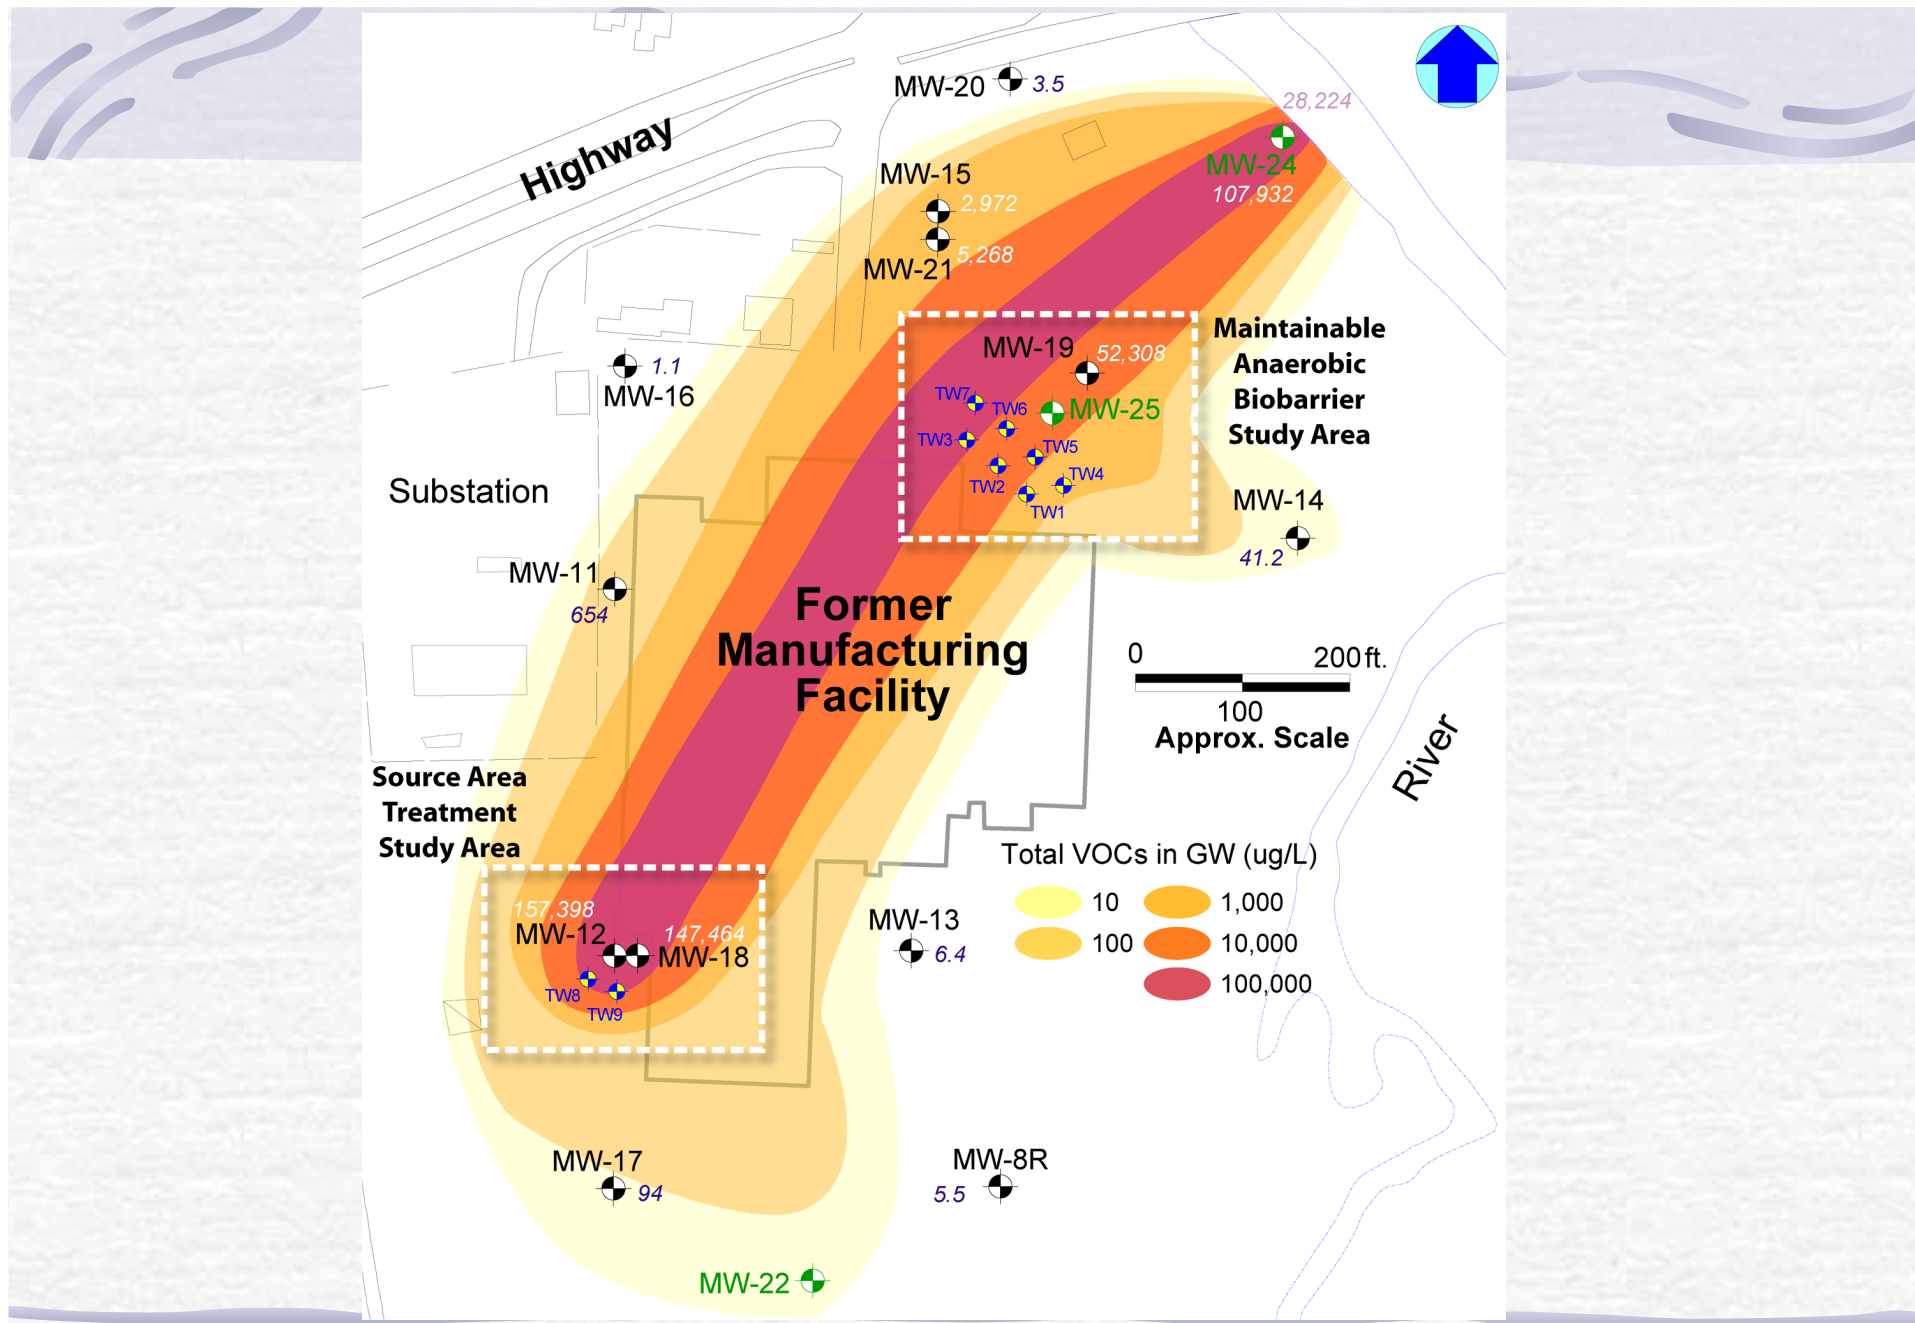 MW-20
3.5
28,224
Highway
MW-24
107,932
MW-15
2,972
5,268
MW-21
MW-19
52,308
Maintainable
Anaerobic
Biobarrier
Study Area
1.1
MW-16
TW7
TW6
MW-25
TW3
TW5
TW2
TW4
TW1
Substation
MW-14
41.2
MW-11
654
Former
Manufacturing
Facility
0
200 ft.
100
Approx. Scale
River
Source Area
Treatment
Study Area
Total VOCs in GW (ug/L)
10
1,000
100
10,000
100,000
157,398
MW-12
147,464
MW-18
TW8
TW9
MW-13
6.4
MW-17
94
MW-8R
5.5
MW-22